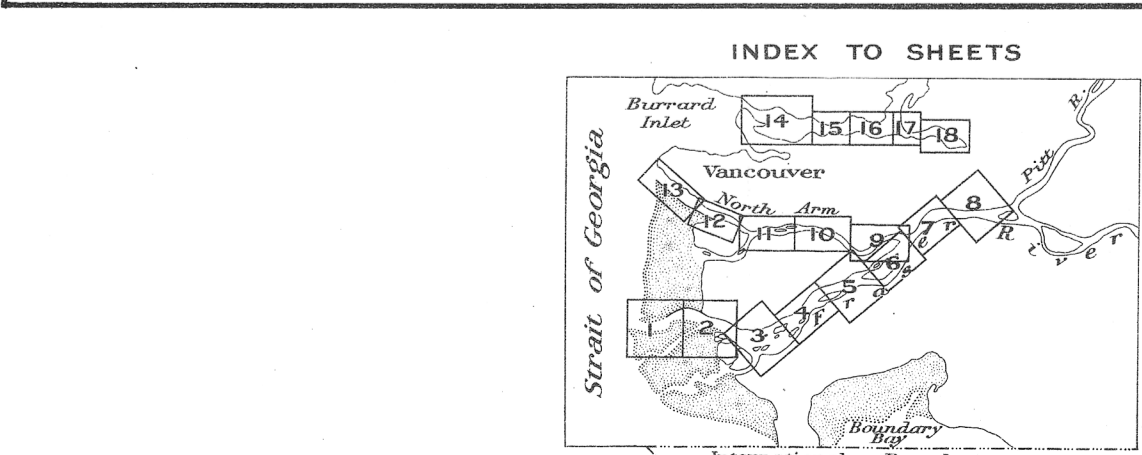 INDEX TO SHEETS
Burrard
Inlet
14
15
16
17
18
Pitt R.
Strait of Georgia
Vancouver
13
North Arm
12
11
10
9
8
7
6
5
4
3
2
1
Fraser River
Boundary
Bay